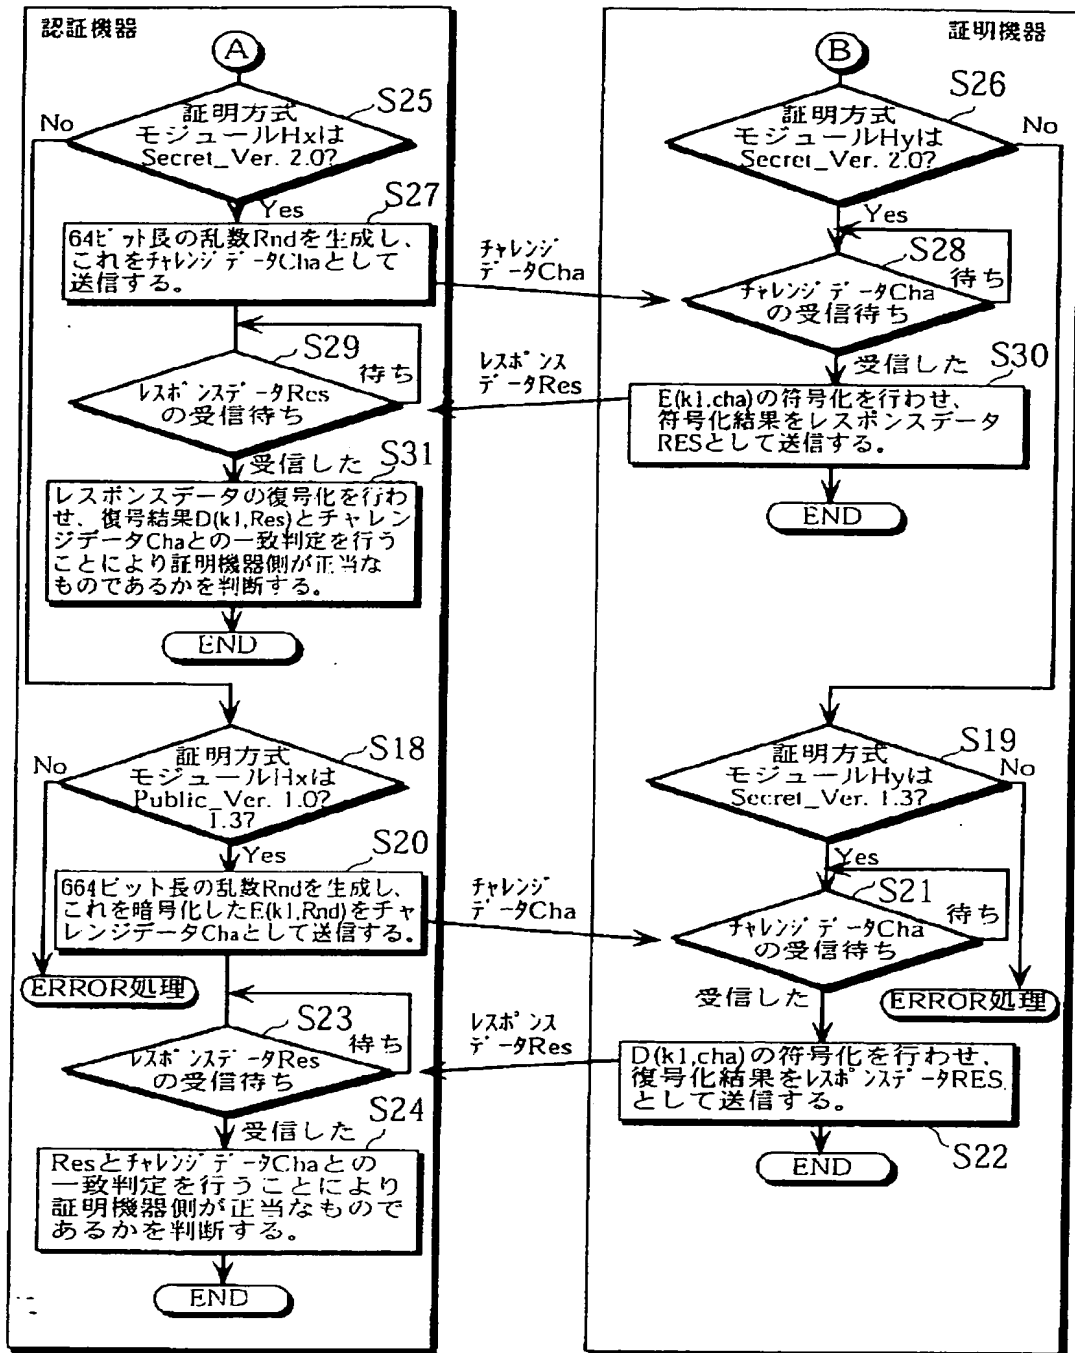 認証機器
A
S25
証明方式
モジュールHxは
Secret_Ver. 2.0?
No
Yes
S27
64ビット長の乱数Rndを生成し、
これをチャレンジデータChaとして
送信する。
チャレンジ
データCha
S29
レスポンスデータRes
の受信待ち
待ち
受信した
レスポンス
データRes
S31
レスポンスデータの復号化を行わ
せ、復号結果D(k1,Res)とチャレン
ジデータChaとの一致判定を行う
ことにより証明機器側が正当な
ものであるかを判断する。
END
S18
証明方式
モジュールHxは
Public_Ver. 1.0?
1.3?
No
Yes
S20
664ビット長の乱数Rndを生成し、
これを暗号化したE(k1,Rnd)をチャ
レンジデータChaとして送信する。
チャレンジ
データCha
ERROR処理
S23
レスポンスデータRes
の受信待ち
待ち
受信した
レスポンス
データRes
S24
ResとチャレンジデータChaとの
一致判定を行うことにより
証明機器側が正当なもので
あるかを判断する。
END
証明機器
B
S26
証明方式
モジュールHyは
Secret_Ver. 2.0?
No
Yes
S28
チャレンジデータCha
の受信待ち
待ち
受信した
S30
E(k1,cha)の符号化を行わせ、
符号化結果をレスポンスデータ
RESとして送信する。
END
S19
証明方式
モジュールHyは
Secret_Ver. 1.3?
No
Yes
S21
チャレンジデータCha
の受信待ち
待ち
受信した
ERROR処理
D(k1,cha)の符号化を行わせ、
復号化結果をレスポンスデータRES
として送信する。
S22
END